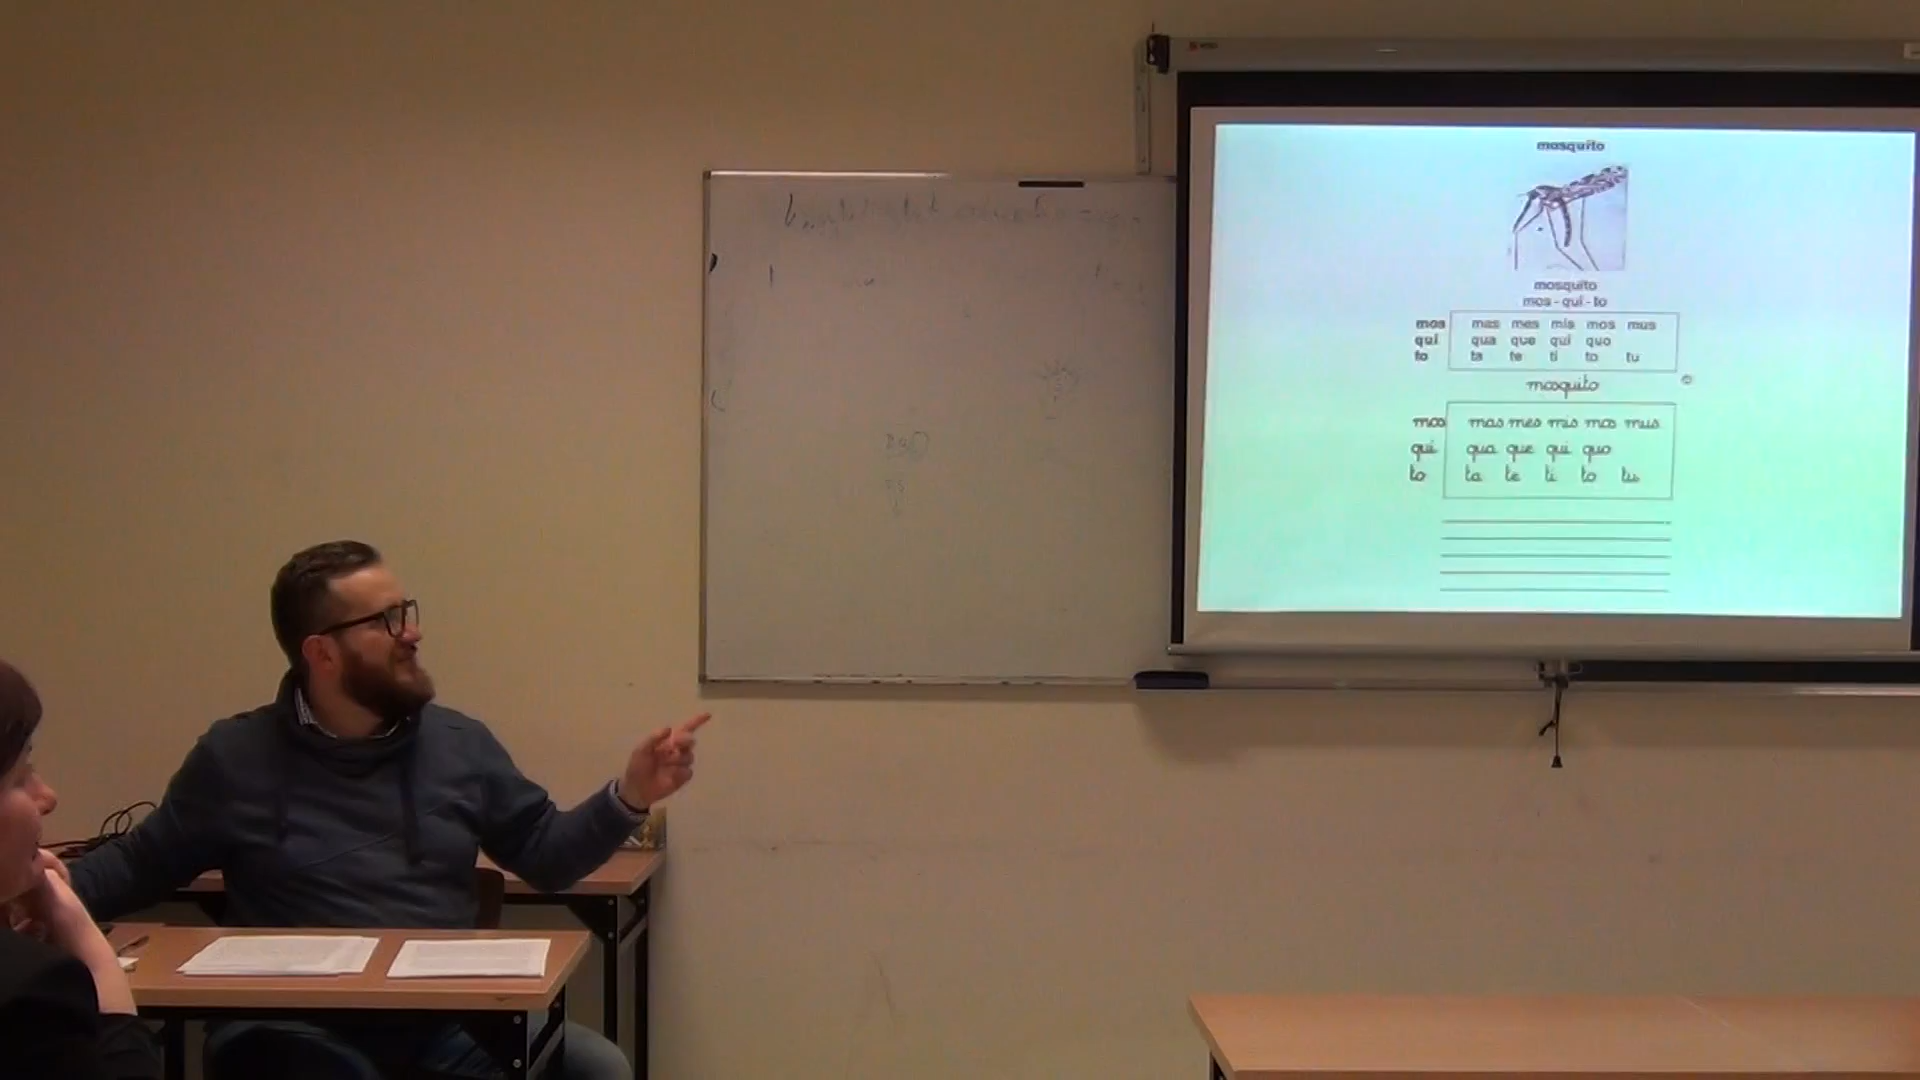 mosquito
mosquito
mos - qui - to
mos mas mes mis mos mus
qui qua que qui quo
to ta te ti to tu
mosquito
mos mas mes mis mos mus
qui qua que qui quo
to ta te ti to tu